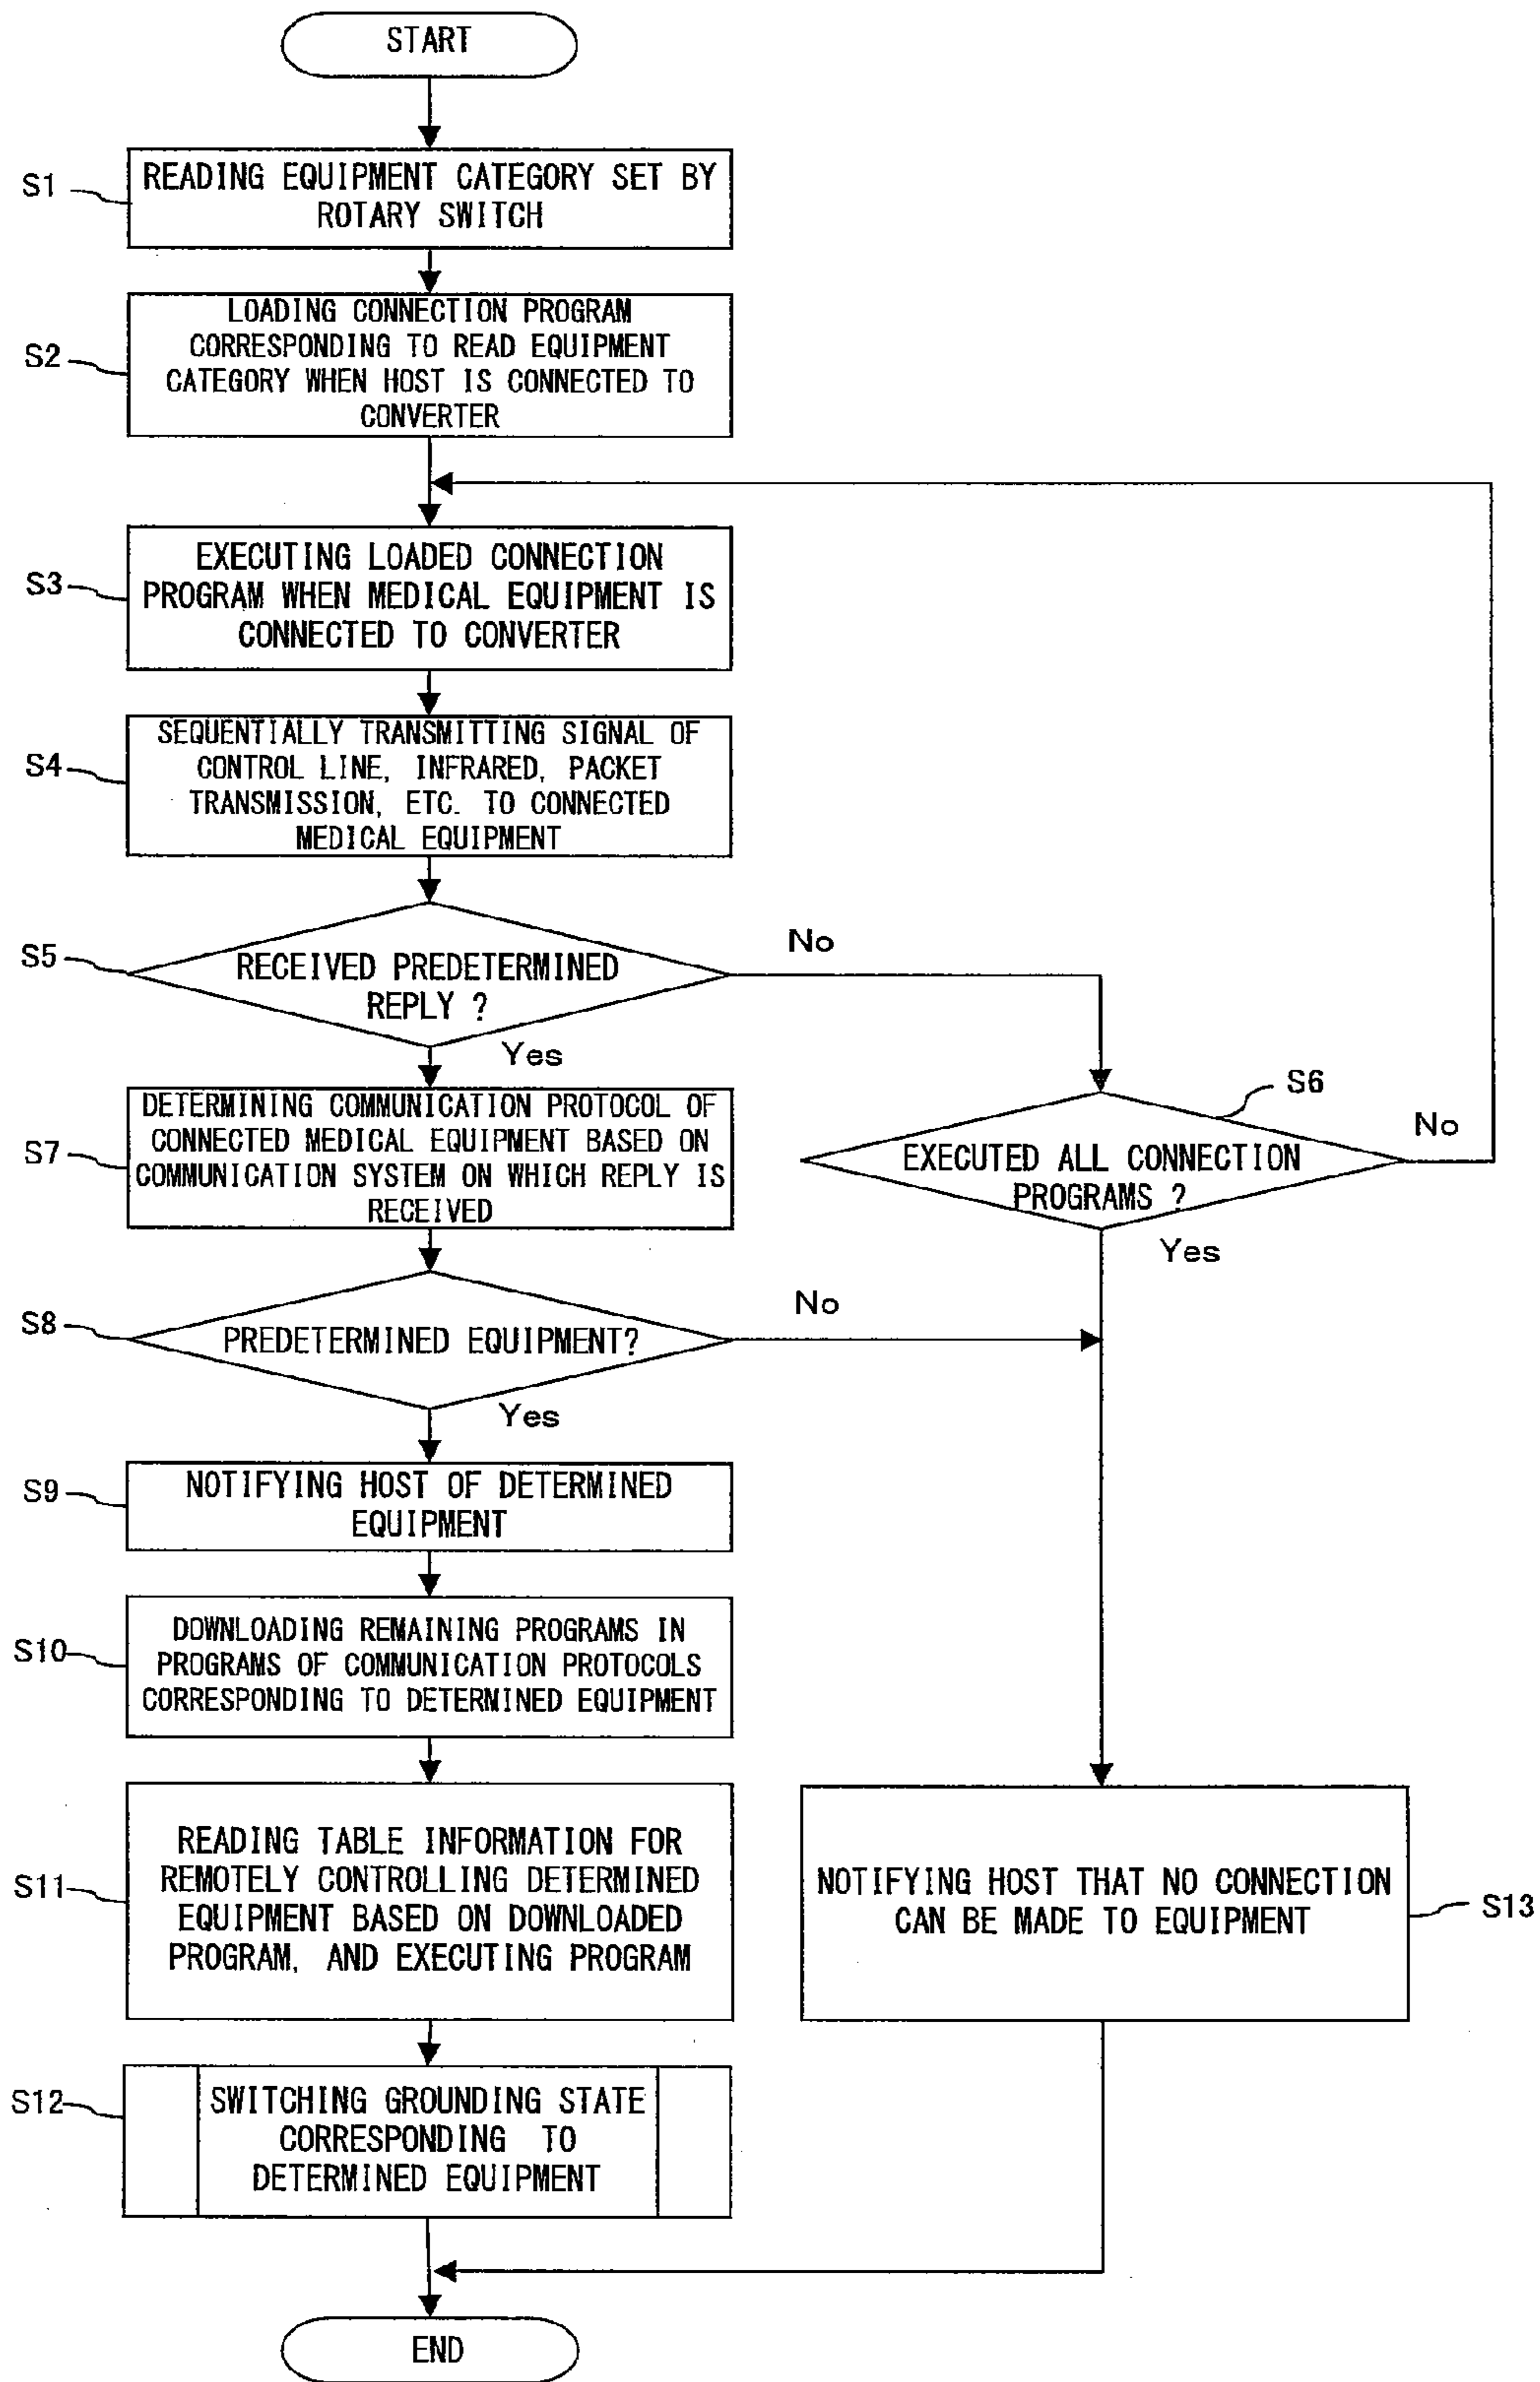 START
S1
READING EQUIPMENT CATEGORY SET BY
ROTARY SWITCH
S2
LOADING CONNECTION PROGRAM
CORRESPONDING TO READ EQUIPMENT
CATEGORY WHEN HOST IS CONNECTED TO
CONVERTER
S3
EXECUTING LOADED CONNECTION
PROGRAM WHEN MEDICAL EQUIPMENT IS
CONNECTED TO CONVERTER
S4
SEQUENTIALLY TRANSMITTING SIGNAL OF
CONTROL LINE, INFRARED, PACKET
TRANSMISSION, ETC. TO CONNECTED
MEDICAL EQUIPMENT
S5
RECEIVED PREDETERMINED
REPLY ?
No
Yes
S6
EXECUTED ALL CONNECTION
PROGRAMS ?
No
Yes
S7
DETERMINING COMMUNICATION PROTOCOL OF
CONNECTED MEDICAL EQUIPMENT BASED ON
COMMUNICATION SYSTEM ON WHICH REPLY IS
RECEIVED
S8
PREDETERMINED EQUIPMENT?
No
Yes
S9
NOTIFYING HOST OF DETERMINED
EQUIPMENT
S10
DOWNLOADING REMAINING PROGRAMS IN
PROGRAMS OF COMMUNICATION PROTOCOLS
CORRESPONDING TO DETERMINED EQUIPMENT
S11
READING TABLE INFORMATION FOR
REMOTELY CONTROLLING DETERMINED
EQUIPMENT BASED ON DOWNLOADED
PROGRAM, AND EXECUTING PROGRAM
NOTIFYING HOST THAT NO CONNECTION
CAN BE MADE TO EQUIPMENT
S13
S12
SWITCHING GROUNDING STATE
CORRESPONDING TO
DETERMINED EQUIPMENT
END